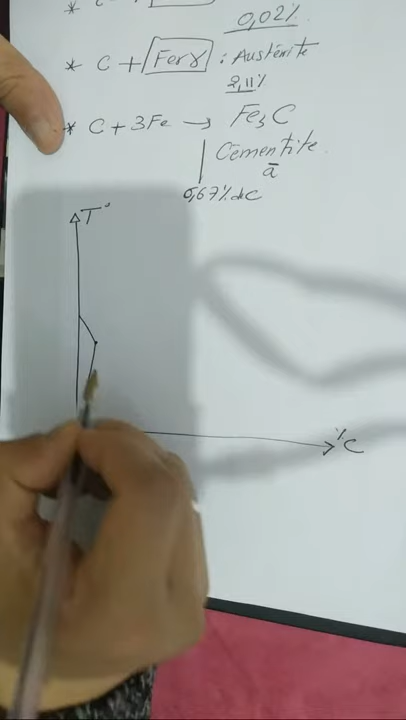 0,02%
* C + Fer γ : Austénite
2,11%
* C + 3Fe → Fe₃C
Cémentite
à
6,67% de C
T°
%C